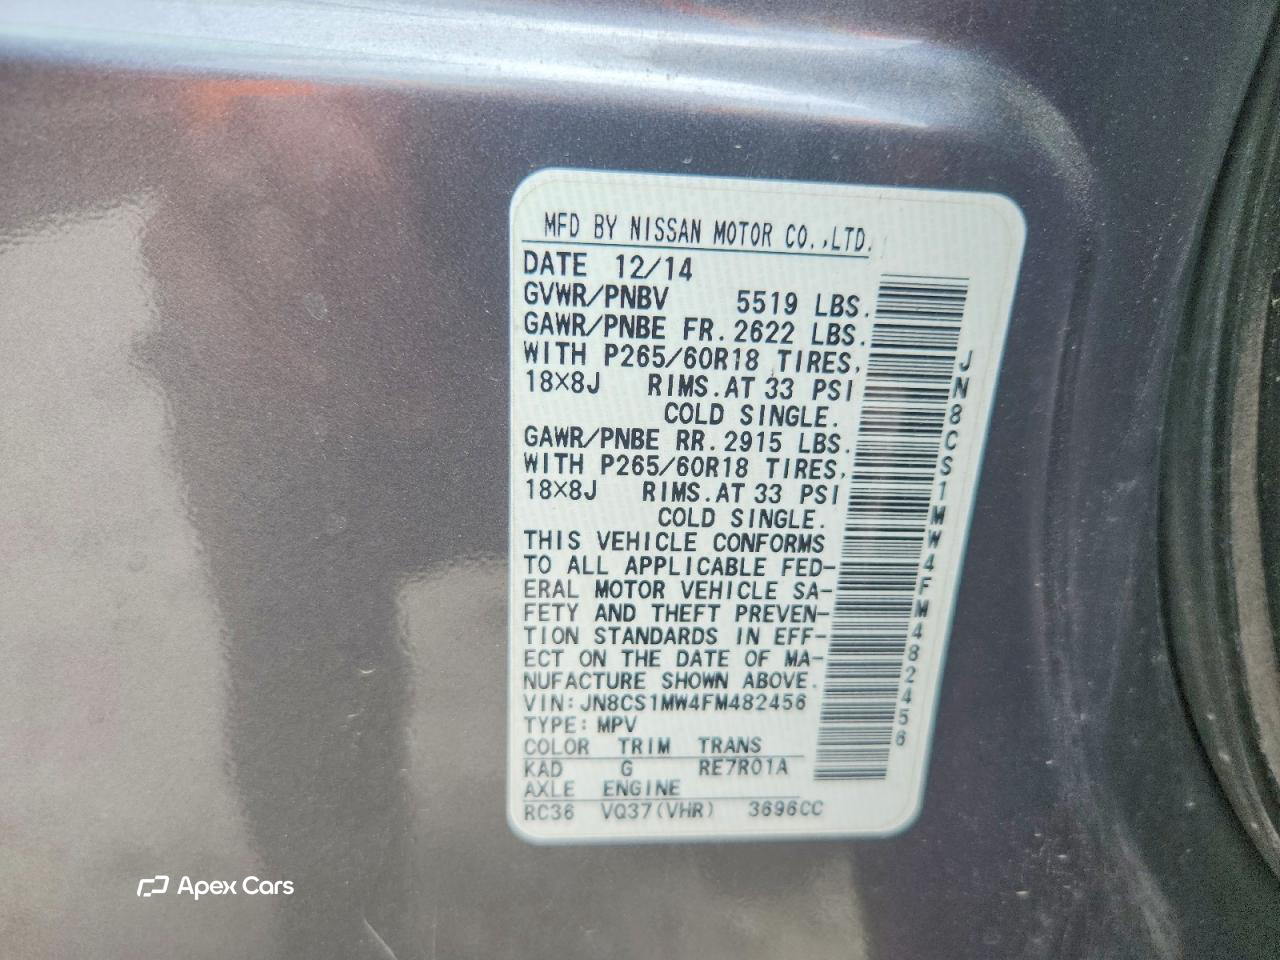 MFD BY NISSAN MOTOR CO.,LTD.
DATE 12/14
GVWR/PNBV 5519 LBS.
GAWR/PNBE FR. 2622 LBS.
WITH P265/60R18 TIRES,
18×8J RIMS.AT 33 PSI
COLD SINGLE.
GAWR/PNBE RR. 2915 LBS.
WITH P265/60R18 TIRES,
18×8J RIMS.AT 33 PSI
COLD SINGLE.
THIS VEHICLE CONFORMS
TO ALL APPLICABLE FED-
ERAL MOTOR VEHICLE SA-
FETY AND THEFT PREVEN-
TION STANDARDS IN EFF-
ECT ON THE DATE OF MA-
NUFACTURE SHOWN ABOVE.
VIN:JN8CS1MW4FM482456
TYPE: MPV
COLOR TRIM TRANS
KAD G RE7R01A
AXLE ENGINE
RC36 VQ37(VHR) 3696CC
JN8CS1MW4FM482456
Apex Cars